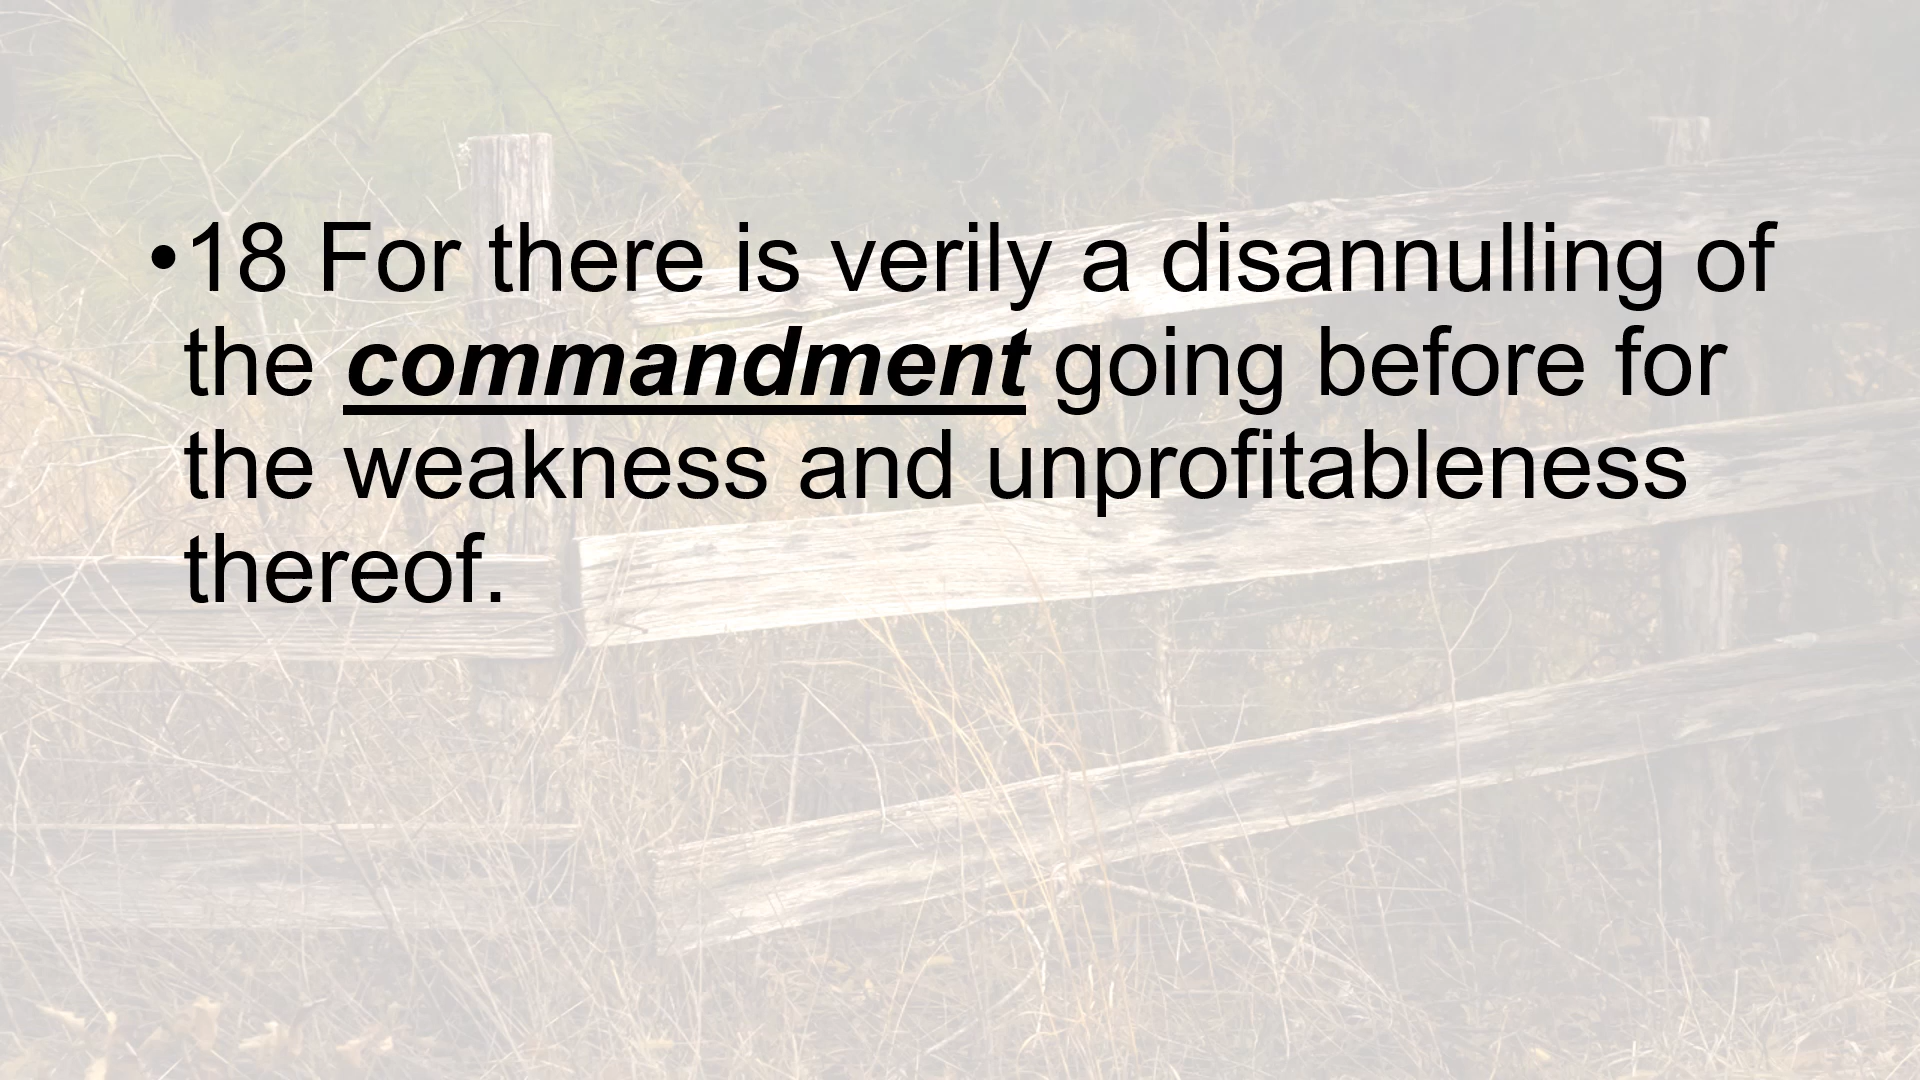 •18 For there is verily a disannulling of
the commandment going before for
the weakness and unprofitableness
thereof.